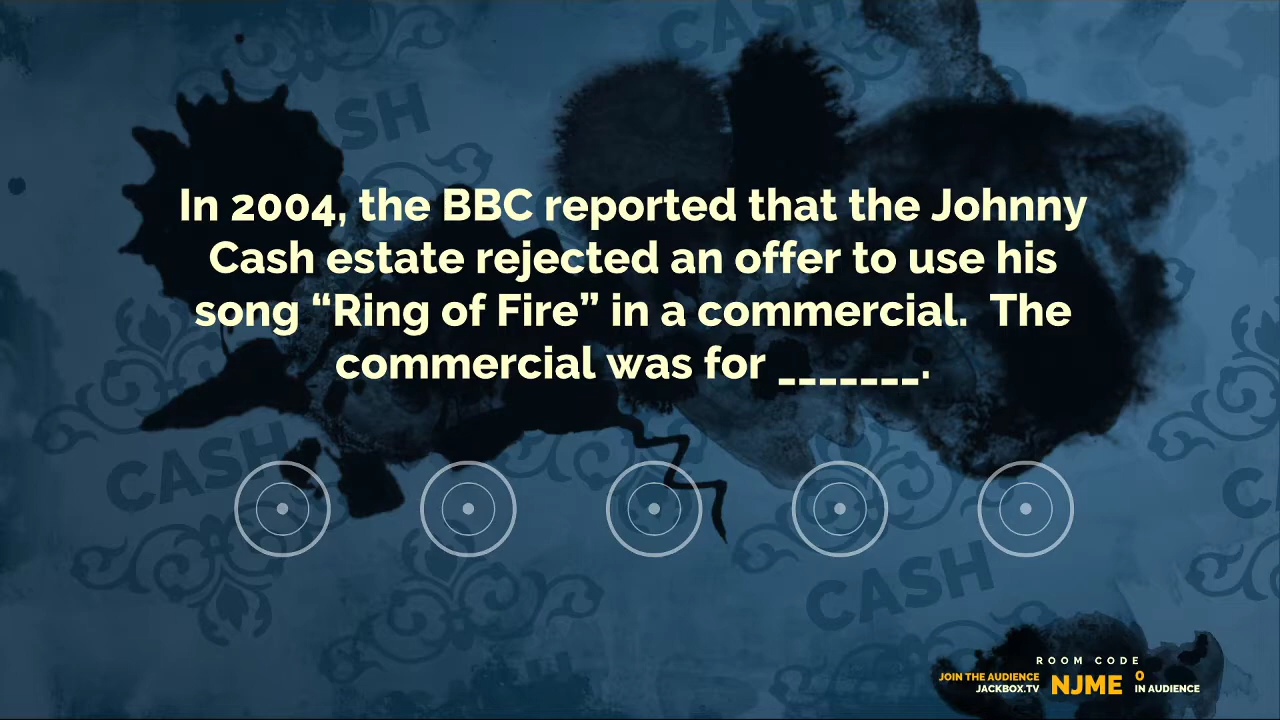 CASH
CASH
In 2004, the BBC reported that the Johnny
Cash estate rejected an offer to use his
song “Ring of Fire” in a commercial.  The
commercial was for _______.
CASH
CASH
ROOM CODE
JOIN THE AUDIENCE
JACKBOX.TV
NJME
0
IN AUDIENCE